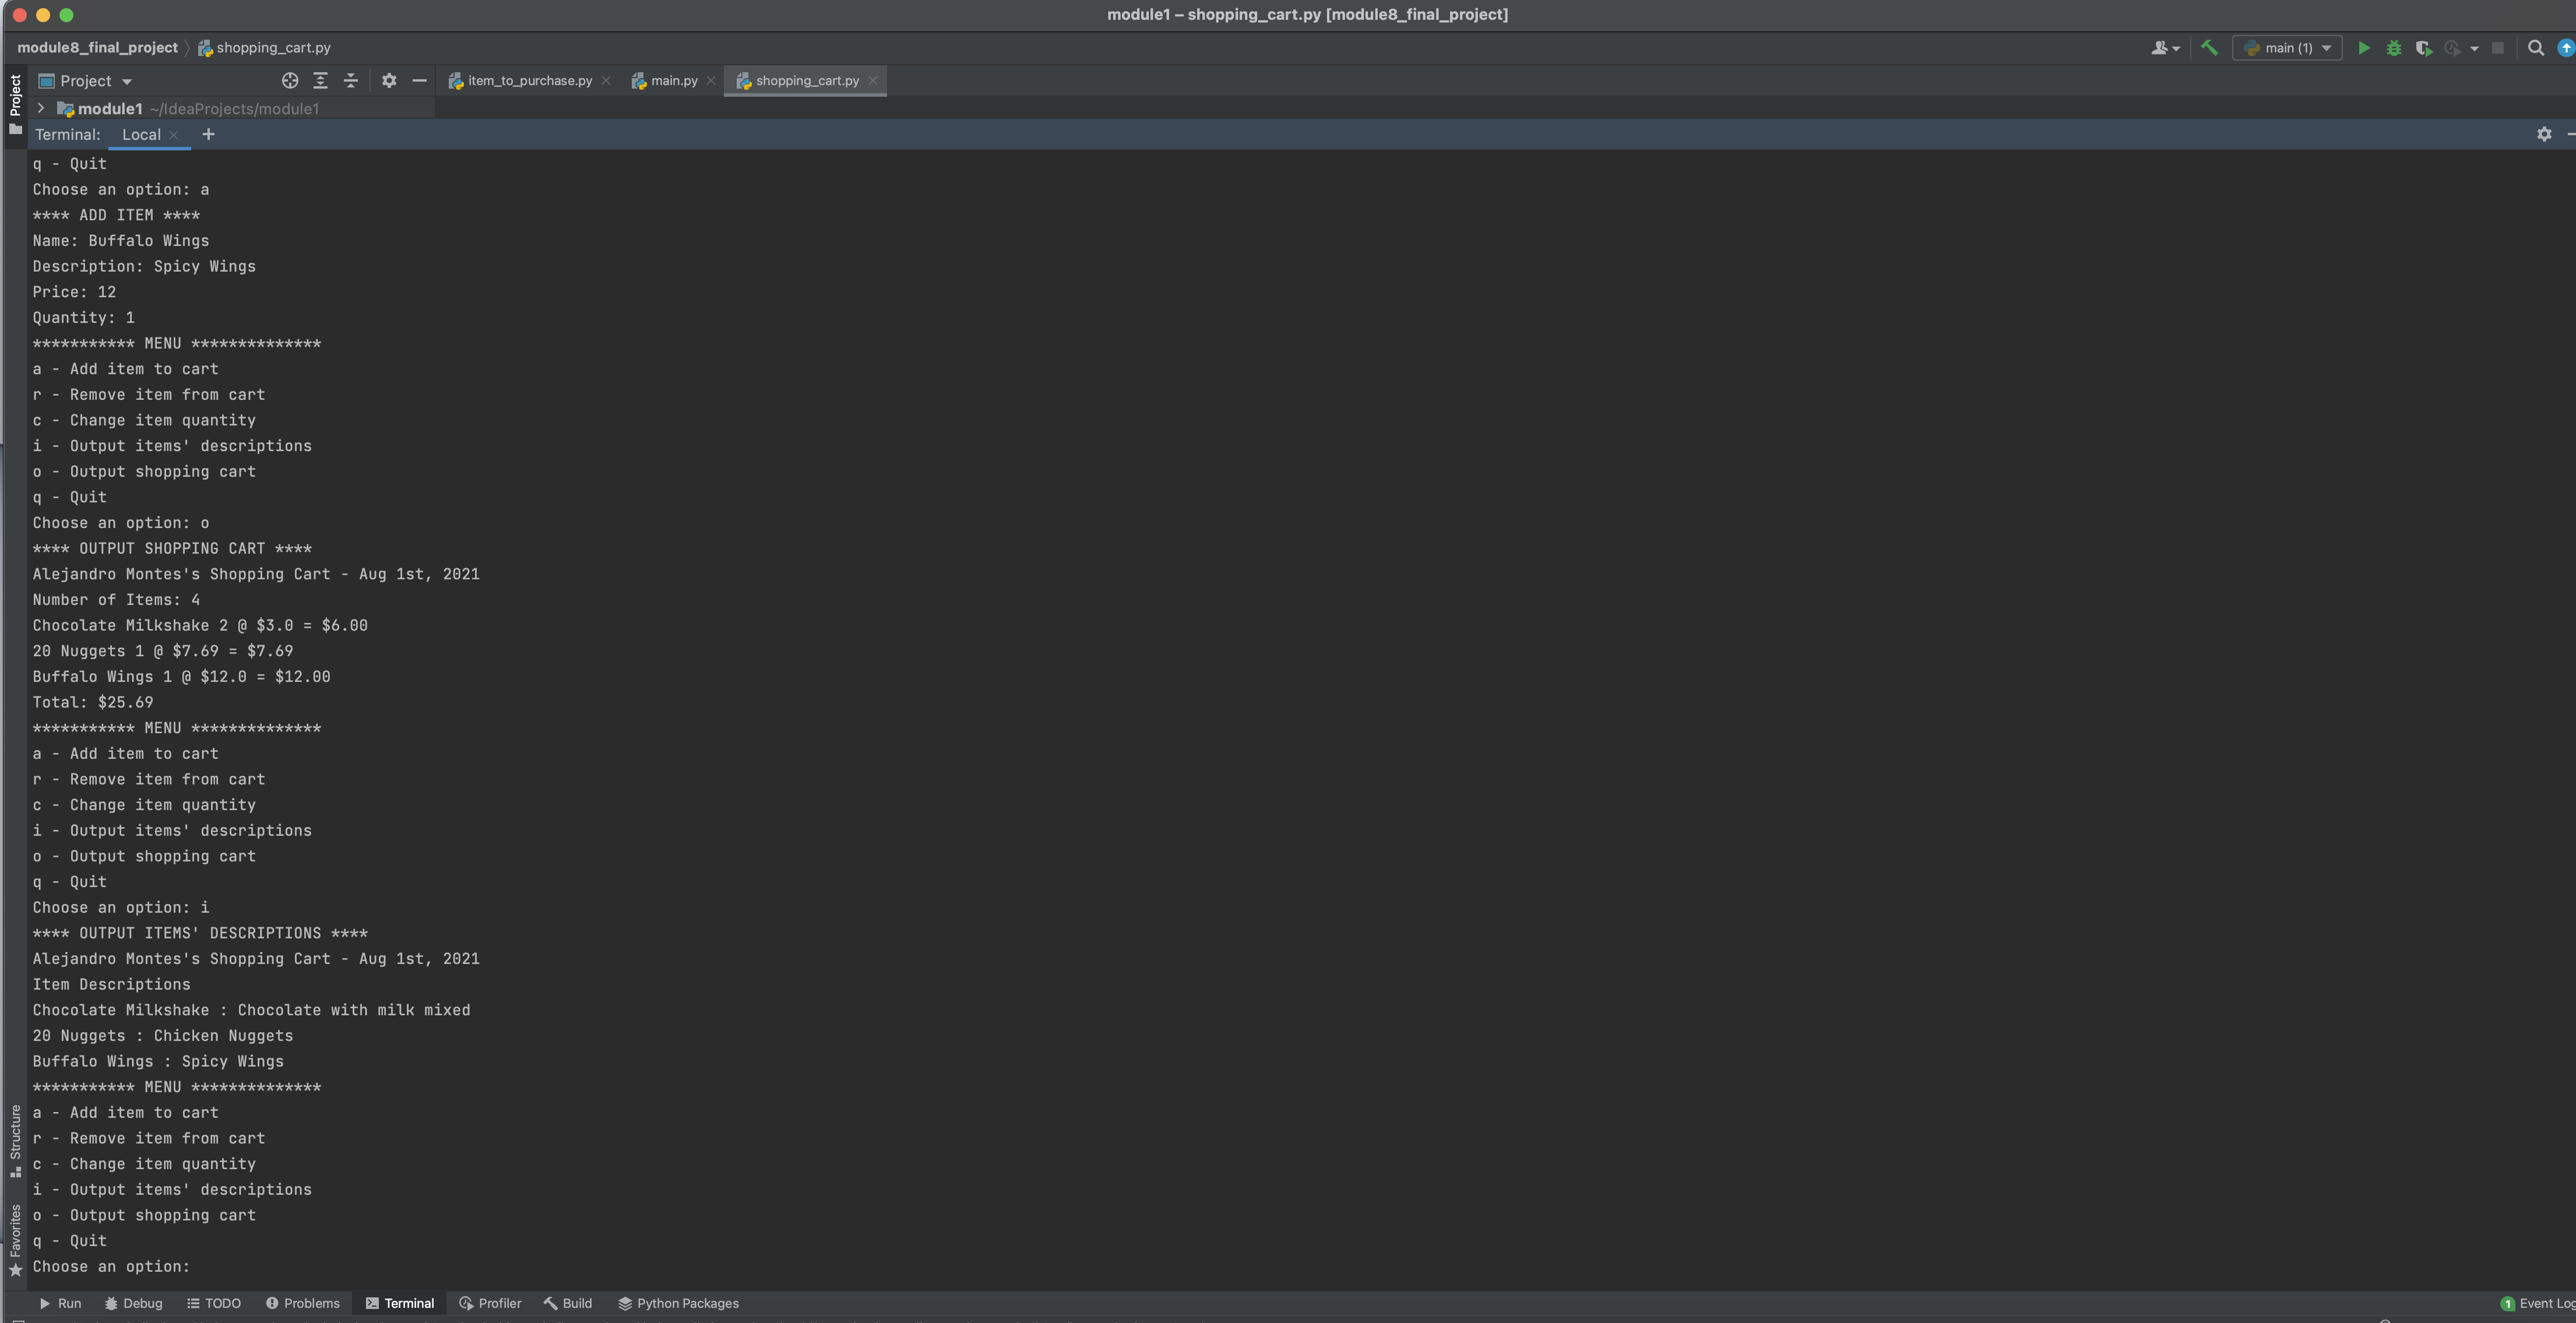 module1 – shopping_cart.py [module8_final_project]
module8_final_project shopping_cart.py main (1)
Project item_to_purchase.py main.py shopping_cart.py
Project
module1 ~/IdeaProjects/module1
Terminal: Local
q - Quit
Choose an option: a
**** ADD ITEM ****
Name: Buffalo Wings
Description: Spicy Wings
Price: 12
Quantity: 1
*********** MENU **************
a - Add item to cart
r - Remove item from cart
c - Change item quantity
i - Output items' descriptions
o - Output shopping cart
q - Quit
Choose an option: o
**** OUTPUT SHOPPING CART ****
Alejandro Montes's Shopping Cart - Aug 1st, 2021
Number of Items: 4
Chocolate Milkshake 2 @ $3.0 = $6.00
20 Nuggets 1 @ $7.69 = $7.69
Buffalo Wings 1 @ $12.0 = $12.00
Total: $25.69
*********** MENU **************
a - Add item to cart
r - Remove item from cart
c - Change item quantity
i - Output items' descriptions
o - Output shopping cart
q - Quit
Choose an option: i
**** OUTPUT ITEMS' DESCRIPTIONS ****
Alejandro Montes's Shopping Cart - Aug 1st, 2021
Item Descriptions
Chocolate Milkshake : Chocolate with milk mixed
20 Nuggets : Chicken Nuggets
Buffalo Wings : Spicy Wings
*********** MENU **************
a - Add item to cart
r - Remove item from cart
c - Change item quantity
i - Output items' descriptions
o - Output shopping cart
q - Quit
Choose an option:
Structure
Favorites
Run Debug TODO Problems Terminal Profiler Build Python Packages 1 Event Log